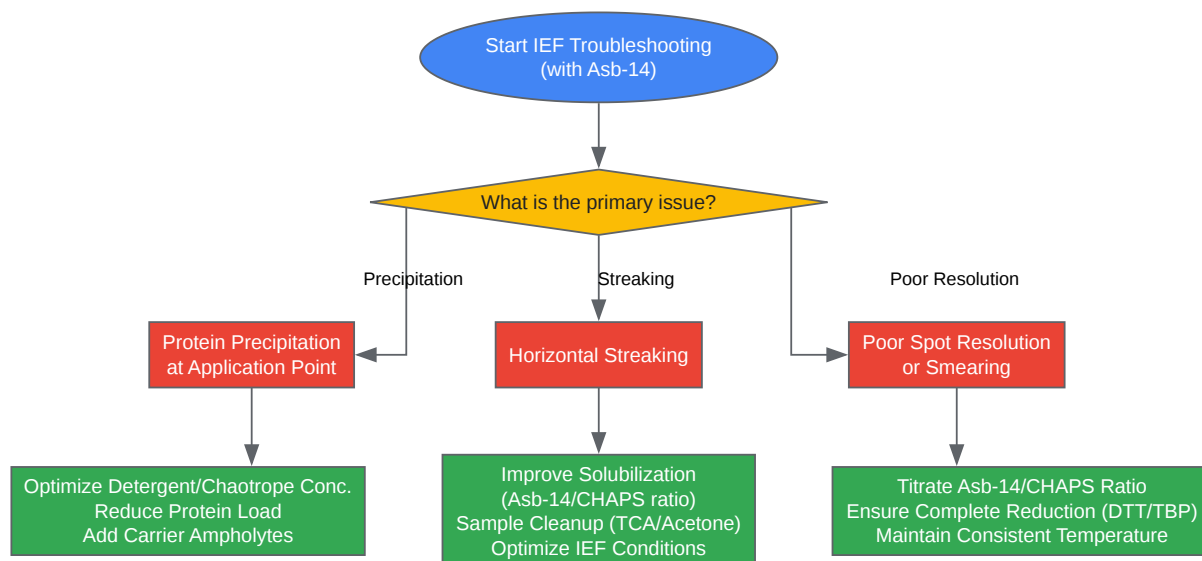 Start IEF Troubleshooting
(with Asb-14)
What is the primary issue?
Precipitation
Streaking
Poor Resolution
Protein Precipitation
at Application Point
Horizontal Streaking
Poor Spot Resolution
or Smearing
Optimize Detergent/Chaotrope Conc.
Reduce Protein Load
Add Carrier Ampholytes
Improve Solubilization
(Asb-14/CHAPS ratio)
Sample Cleanup (TCA/Acetone)
Optimize IEF Conditions
Titrate Asb-14/CHAPS Ratio
Ensure Complete Reduction (DTT/TBP)
Maintain Consistent Temperature